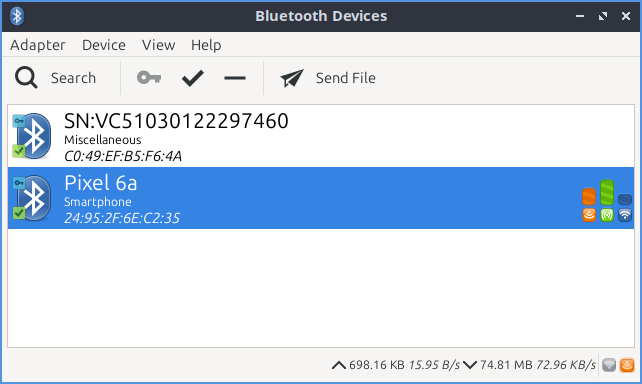 Bluetooth Devices
Adapter Device View Help
Search Send File
SN:VC51030122297460
Miscellaneous
C0:49:EF:B5:F6:4A
Pixel 6a
Smartphone
24:95:2F:6E:C2:35
698.16 KB 15.95 B/s 74.81 MB 72.96 KB/s